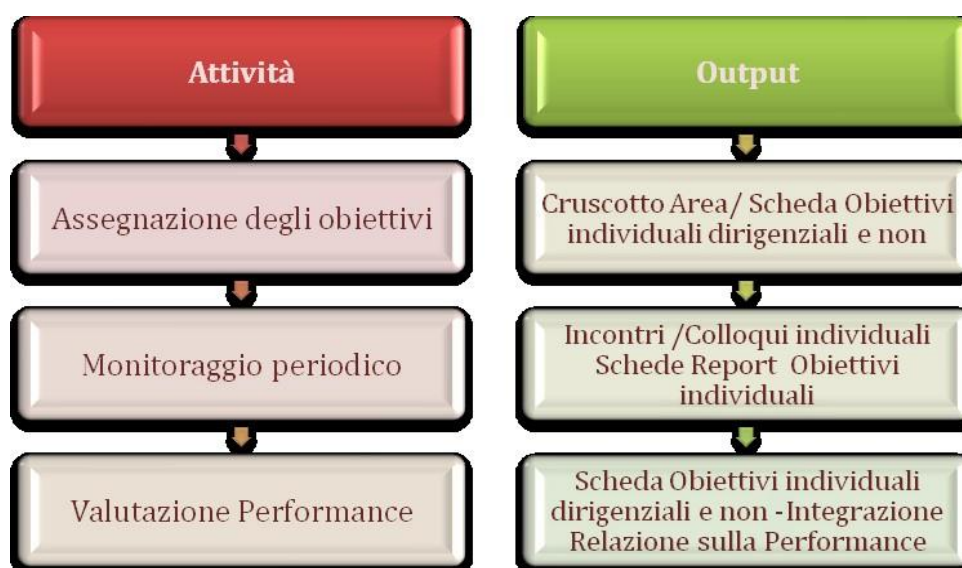 Attività
Assegnazione degli obiettivi
Monitoraggio periodico
Valutazione Performance
Output
Cruscotto Area/ Scheda Obiettivi
individuali dirigenziali e non
Incontri /Colloqui individuali
Schede Report Obiettivi
individuali
Scheda Obiettivi individuali
dirigenziali e non -Integrazione
Relazione sulla Performance